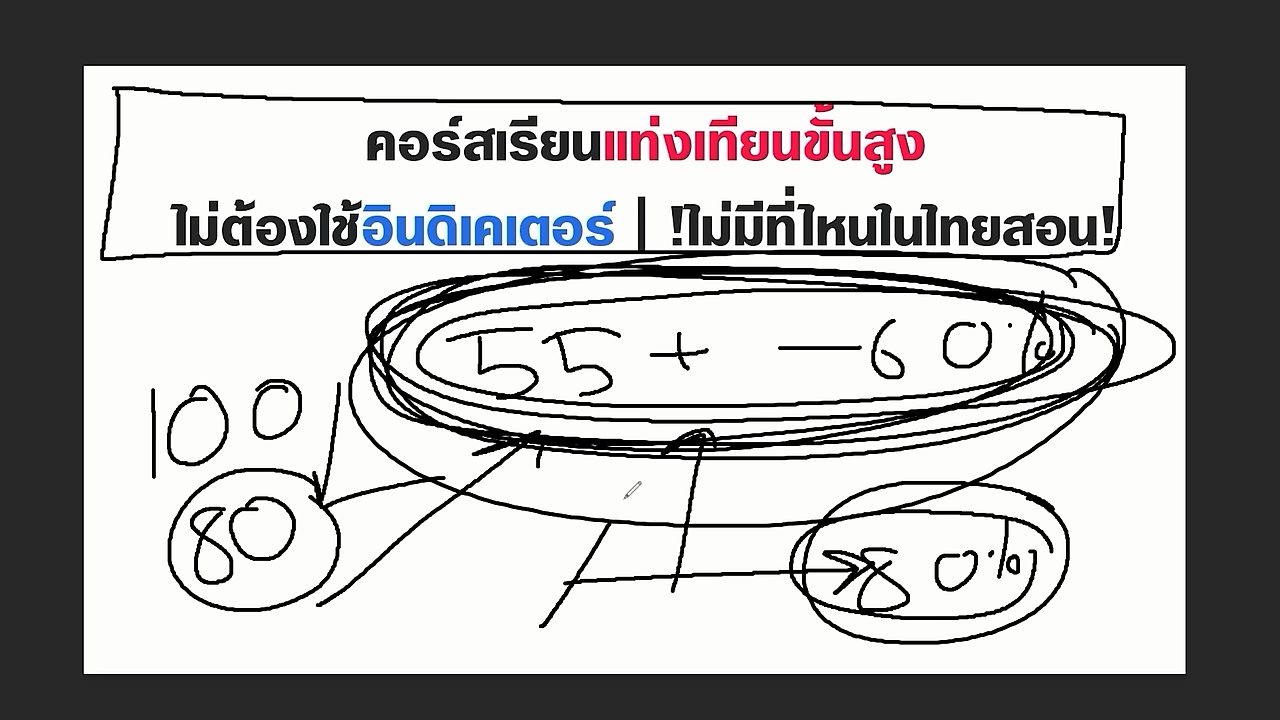 คอร์สเรียนแท่งเทียนขั้นสูง
ไม่ต้องใช้อินดิเคเตอร์ | !ไม่มีที่ไหนในไทยสอน!
55 + — 60%
100
80
80%